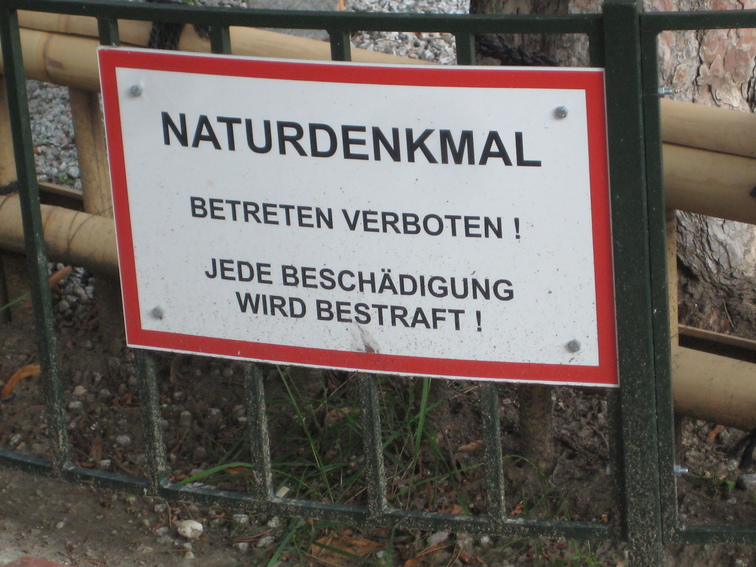 NATURDENKMAL
BETRETEN VERBOTEN !
JEDE BESCHÄDIGUNG
WIRD BESTRAFT !